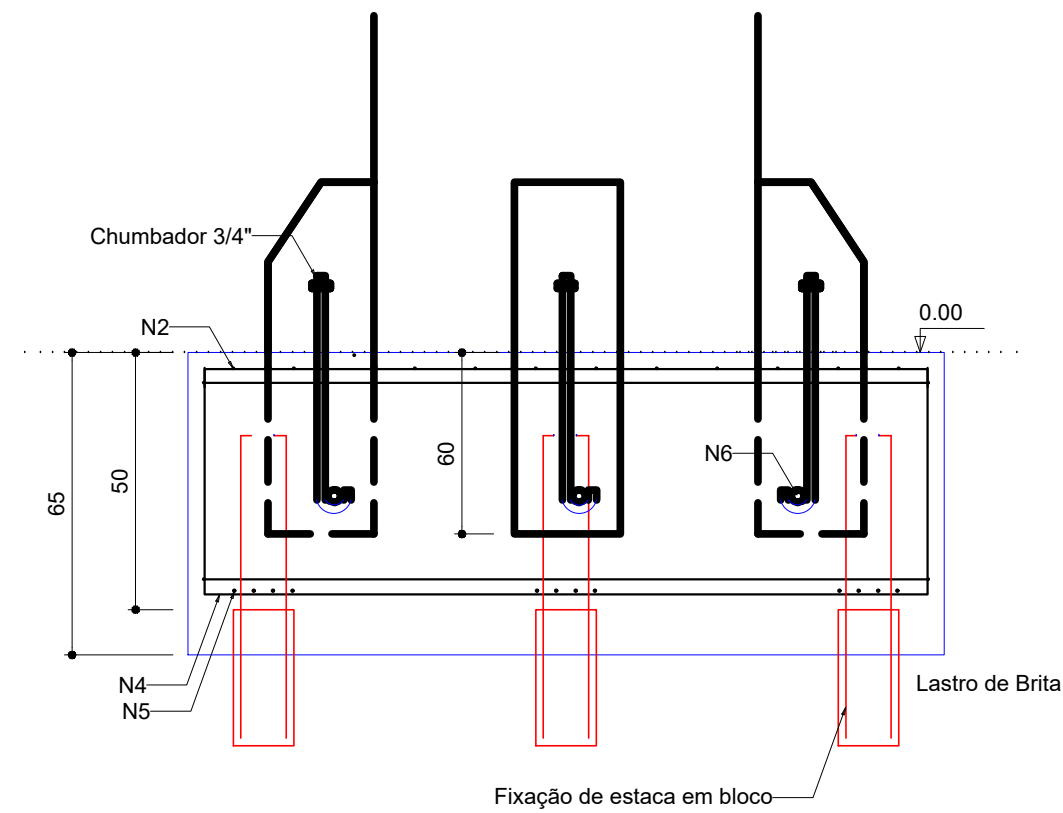 Chumbador 3/4"
0.00
N2
N6
60
50
65
N4
Lastro de Brita
N5
Fixação de estaca em bloco